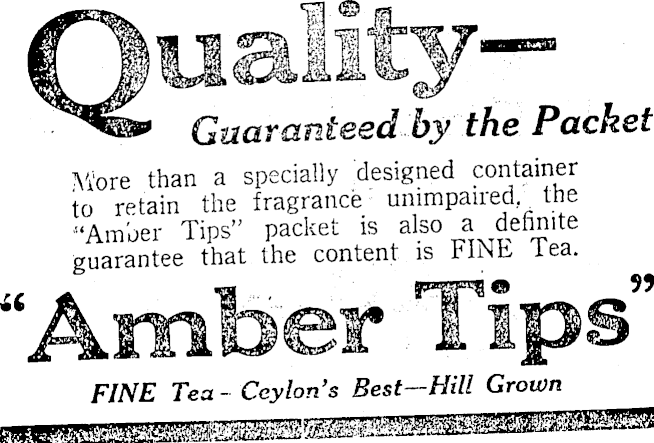 Quality—
Guaranteed by the Packet
More than a specially designed container
to retain the fragrance unimpaired, the
"Amber Tips" packet is also a definite
guarantee that the content is FINE Tea.
"Amber Tips"
FINE Tea - Ceylon's Best—Hill Grown